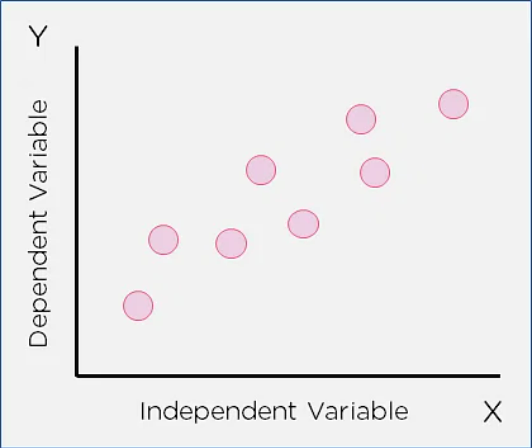 Y
Dependent Variable
Independent Variable
X